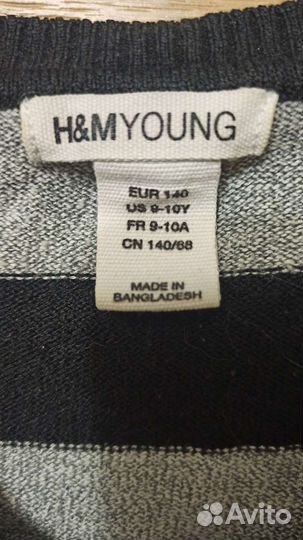 H&MYOUNG
EUR 140
US 9-10Y
FR 9-10A
CN 140/68
MADE IN
BANGLADESH
Avito